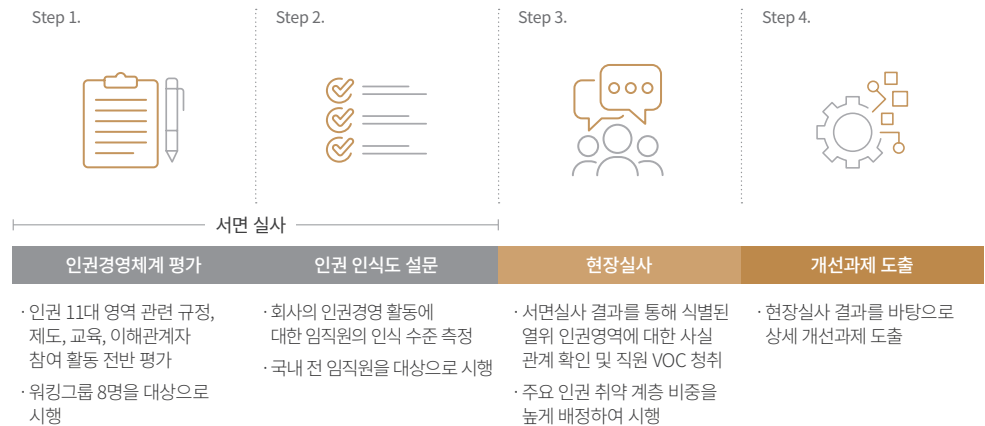 Step 1.
Step 2.
Step 3.
Step 4.
서면 실사
인권경영체계 평가
인권 인식도 설문
현장실사
개선과제 도출
· 인권 11대 영역 관련 규정,
제도, 교육, 이해관계자
참여 활동 전반 평가
· 워킹그룹 8명을 대상으로
시행
· 회사의 인권경영 활동에
대한 임직원의 인식 수준 측정
· 국내 전 임직원을 대상으로 시행
· 서면실사 결과를 통해 식별된
열위 인권영역에 대한 사실
관계 확인 및 직원 VOC 청취
· 주요 인권 취약 계층 비중을
높게 배정하여 시행
· 현장실사 결과를 바탕으로
상세 개선과제 도출